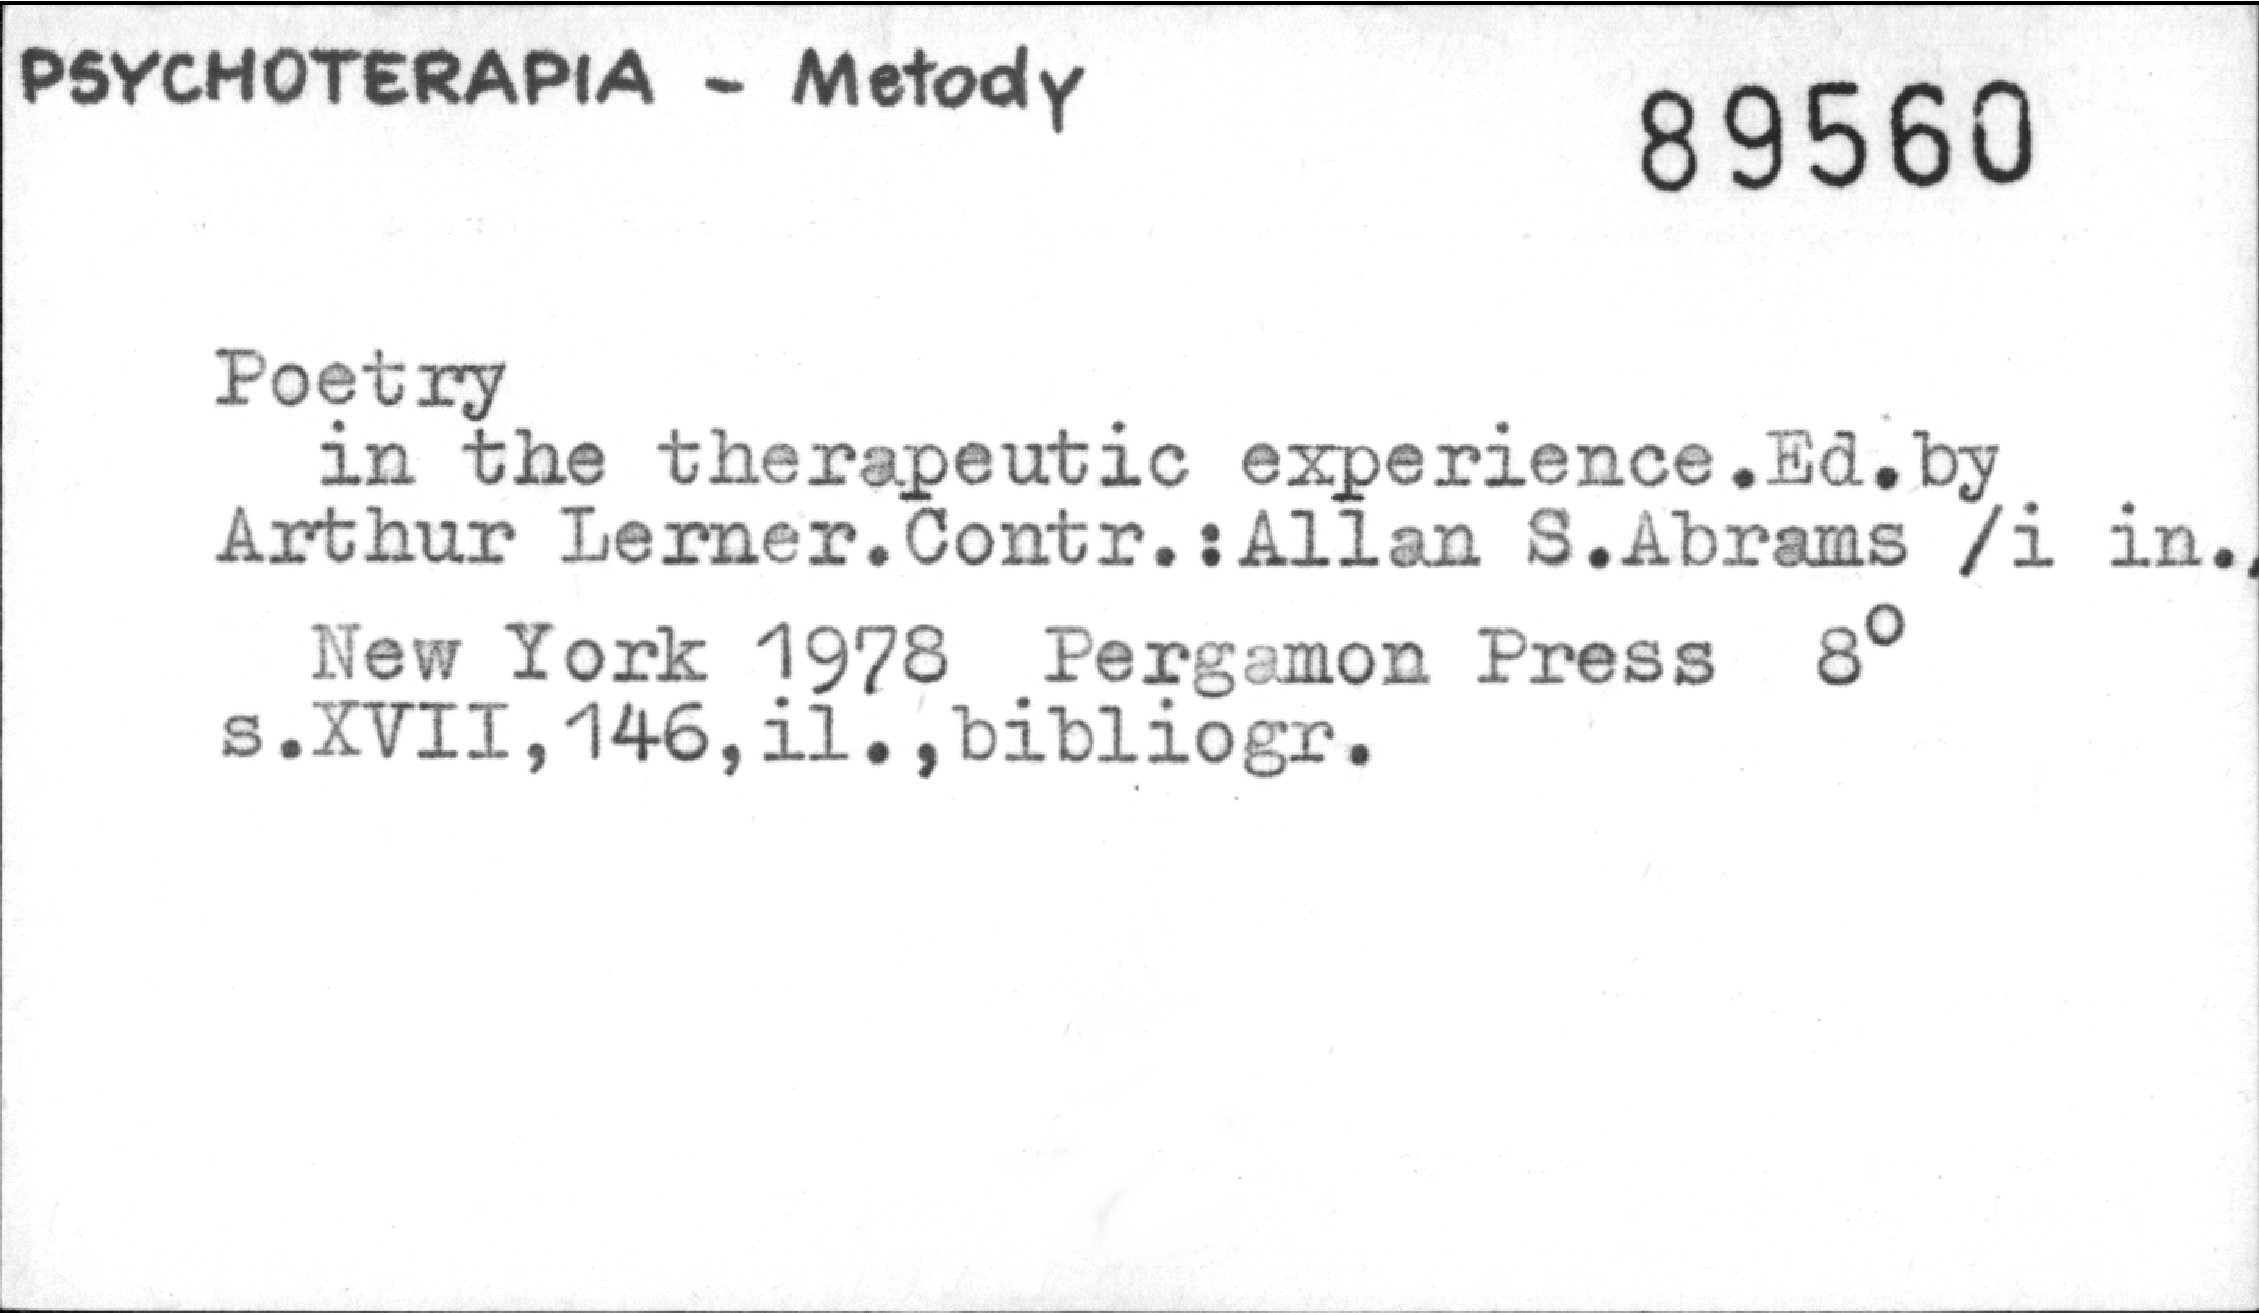 PSYCHOTERAPIA - Metody
89560
Poetry
in the therapeutic experience.Ed.by
Arthur Lerner.Contr.:Allan S.Abrams /i in./
New York 1978 Pergamon Press 8°
s.XVII,146,il.,bibliogr.